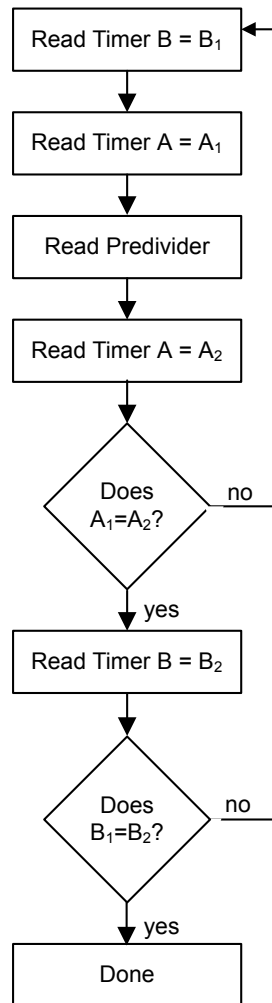 Read Timer B = B₁
Read Timer A = A₁
Read Predivider
Read Timer A = A₂
Does
A₁=A₂?
no
yes
Read Timer B = B₂
Does
B₁=B₂?
no
yes
Done